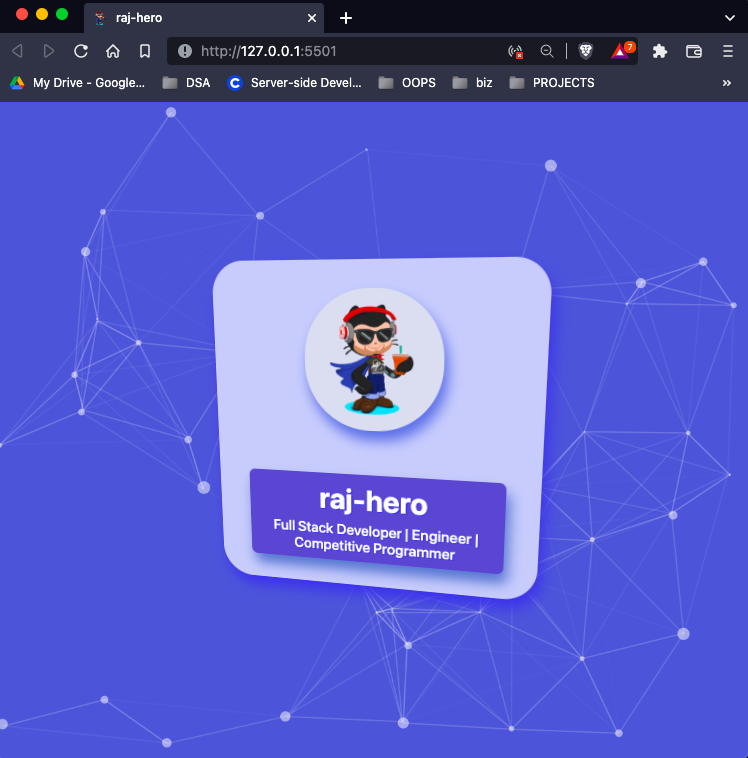 raj-hero
http://127.0.0.1:5501
7
My Drive - Google...
DSA
Server-side Devel...
OOPS
biz
PROJECTS
»
raj-hero
Full Stack Developer | Engineer |
Competitive Programmer